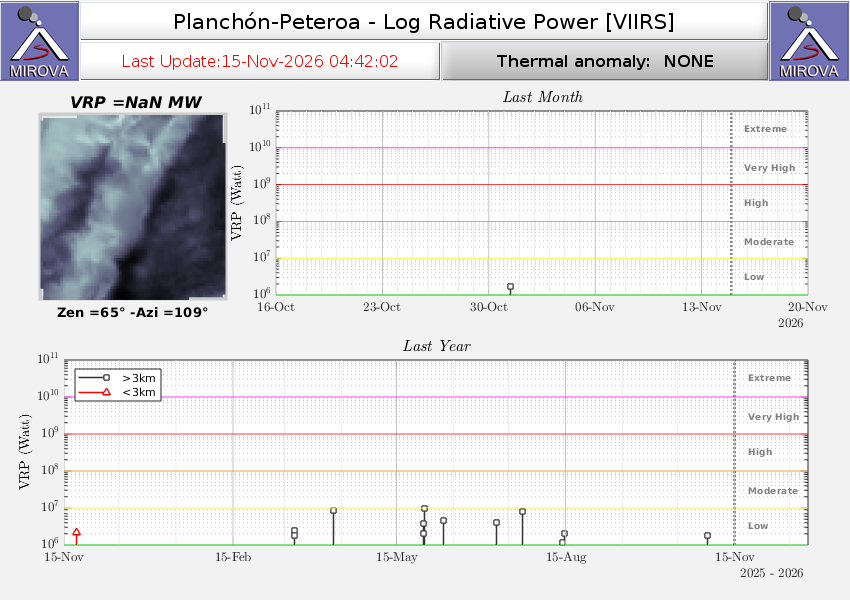 MIROVA
Planchón-Peteroa - Log Radiative Power [VIIRS]
Last Update:15-Nov-2026 04:42:02
Thermal anomaly: NONE
MIROVA
VRP =NaN MW
Zen =65° -Azi =109°
Last Month
VRP (Watt)
10^11
10^10
10^9
10^8
10^7
10^6
Extreme
Very High
High
Moderate
Low
16-Oct 23-Oct 30-Oct 06-Nov 13-Nov 20-Nov
2026
Last Year
VRP (Watt)
10^11
10^10
10^9
10^8
10^7
10^6
>3km
<3km
Extreme
Very High
High
Moderate
Low
15-Nov 15-Feb 15-May 15-Aug 15-Nov
2025 - 2026